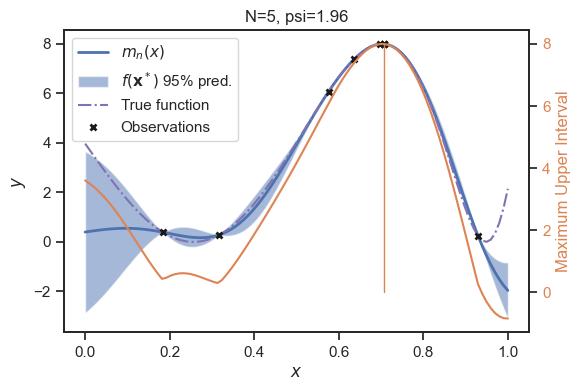 N=5, psi=1.96
mₙ(x)
f(x*) 95% pred.
True function
Observations
y
8
6
4
2
0
−2
8
6
4
2
0
Maximum Upper Interval
0.0 0.2 0.4 0.6 0.8 1.0
x